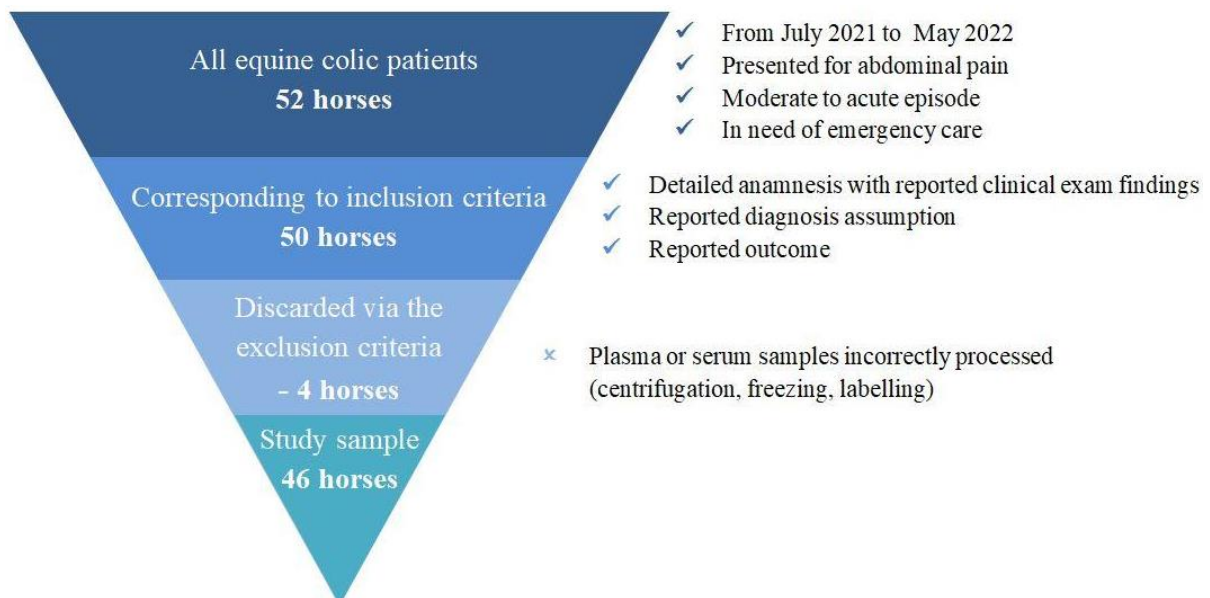 All equine colic patients
52 horses
✓ From July 2021 to May 2022
✓ Presented for abdominal pain
✓ Moderate to acute episode
✓ In need of emergency care
Corresponding to inclusion criteria
50 horses
✓ Detailed anamnesis with reported clinical exam findings
✓ Reported diagnosis assumption
✓ Reported outcome
Discarded via the
exclusion criteria
- 4 horses
× Plasma or serum samples incorrectly processed
(centrifugation, freezing, labelling)
Study sample
46 horses